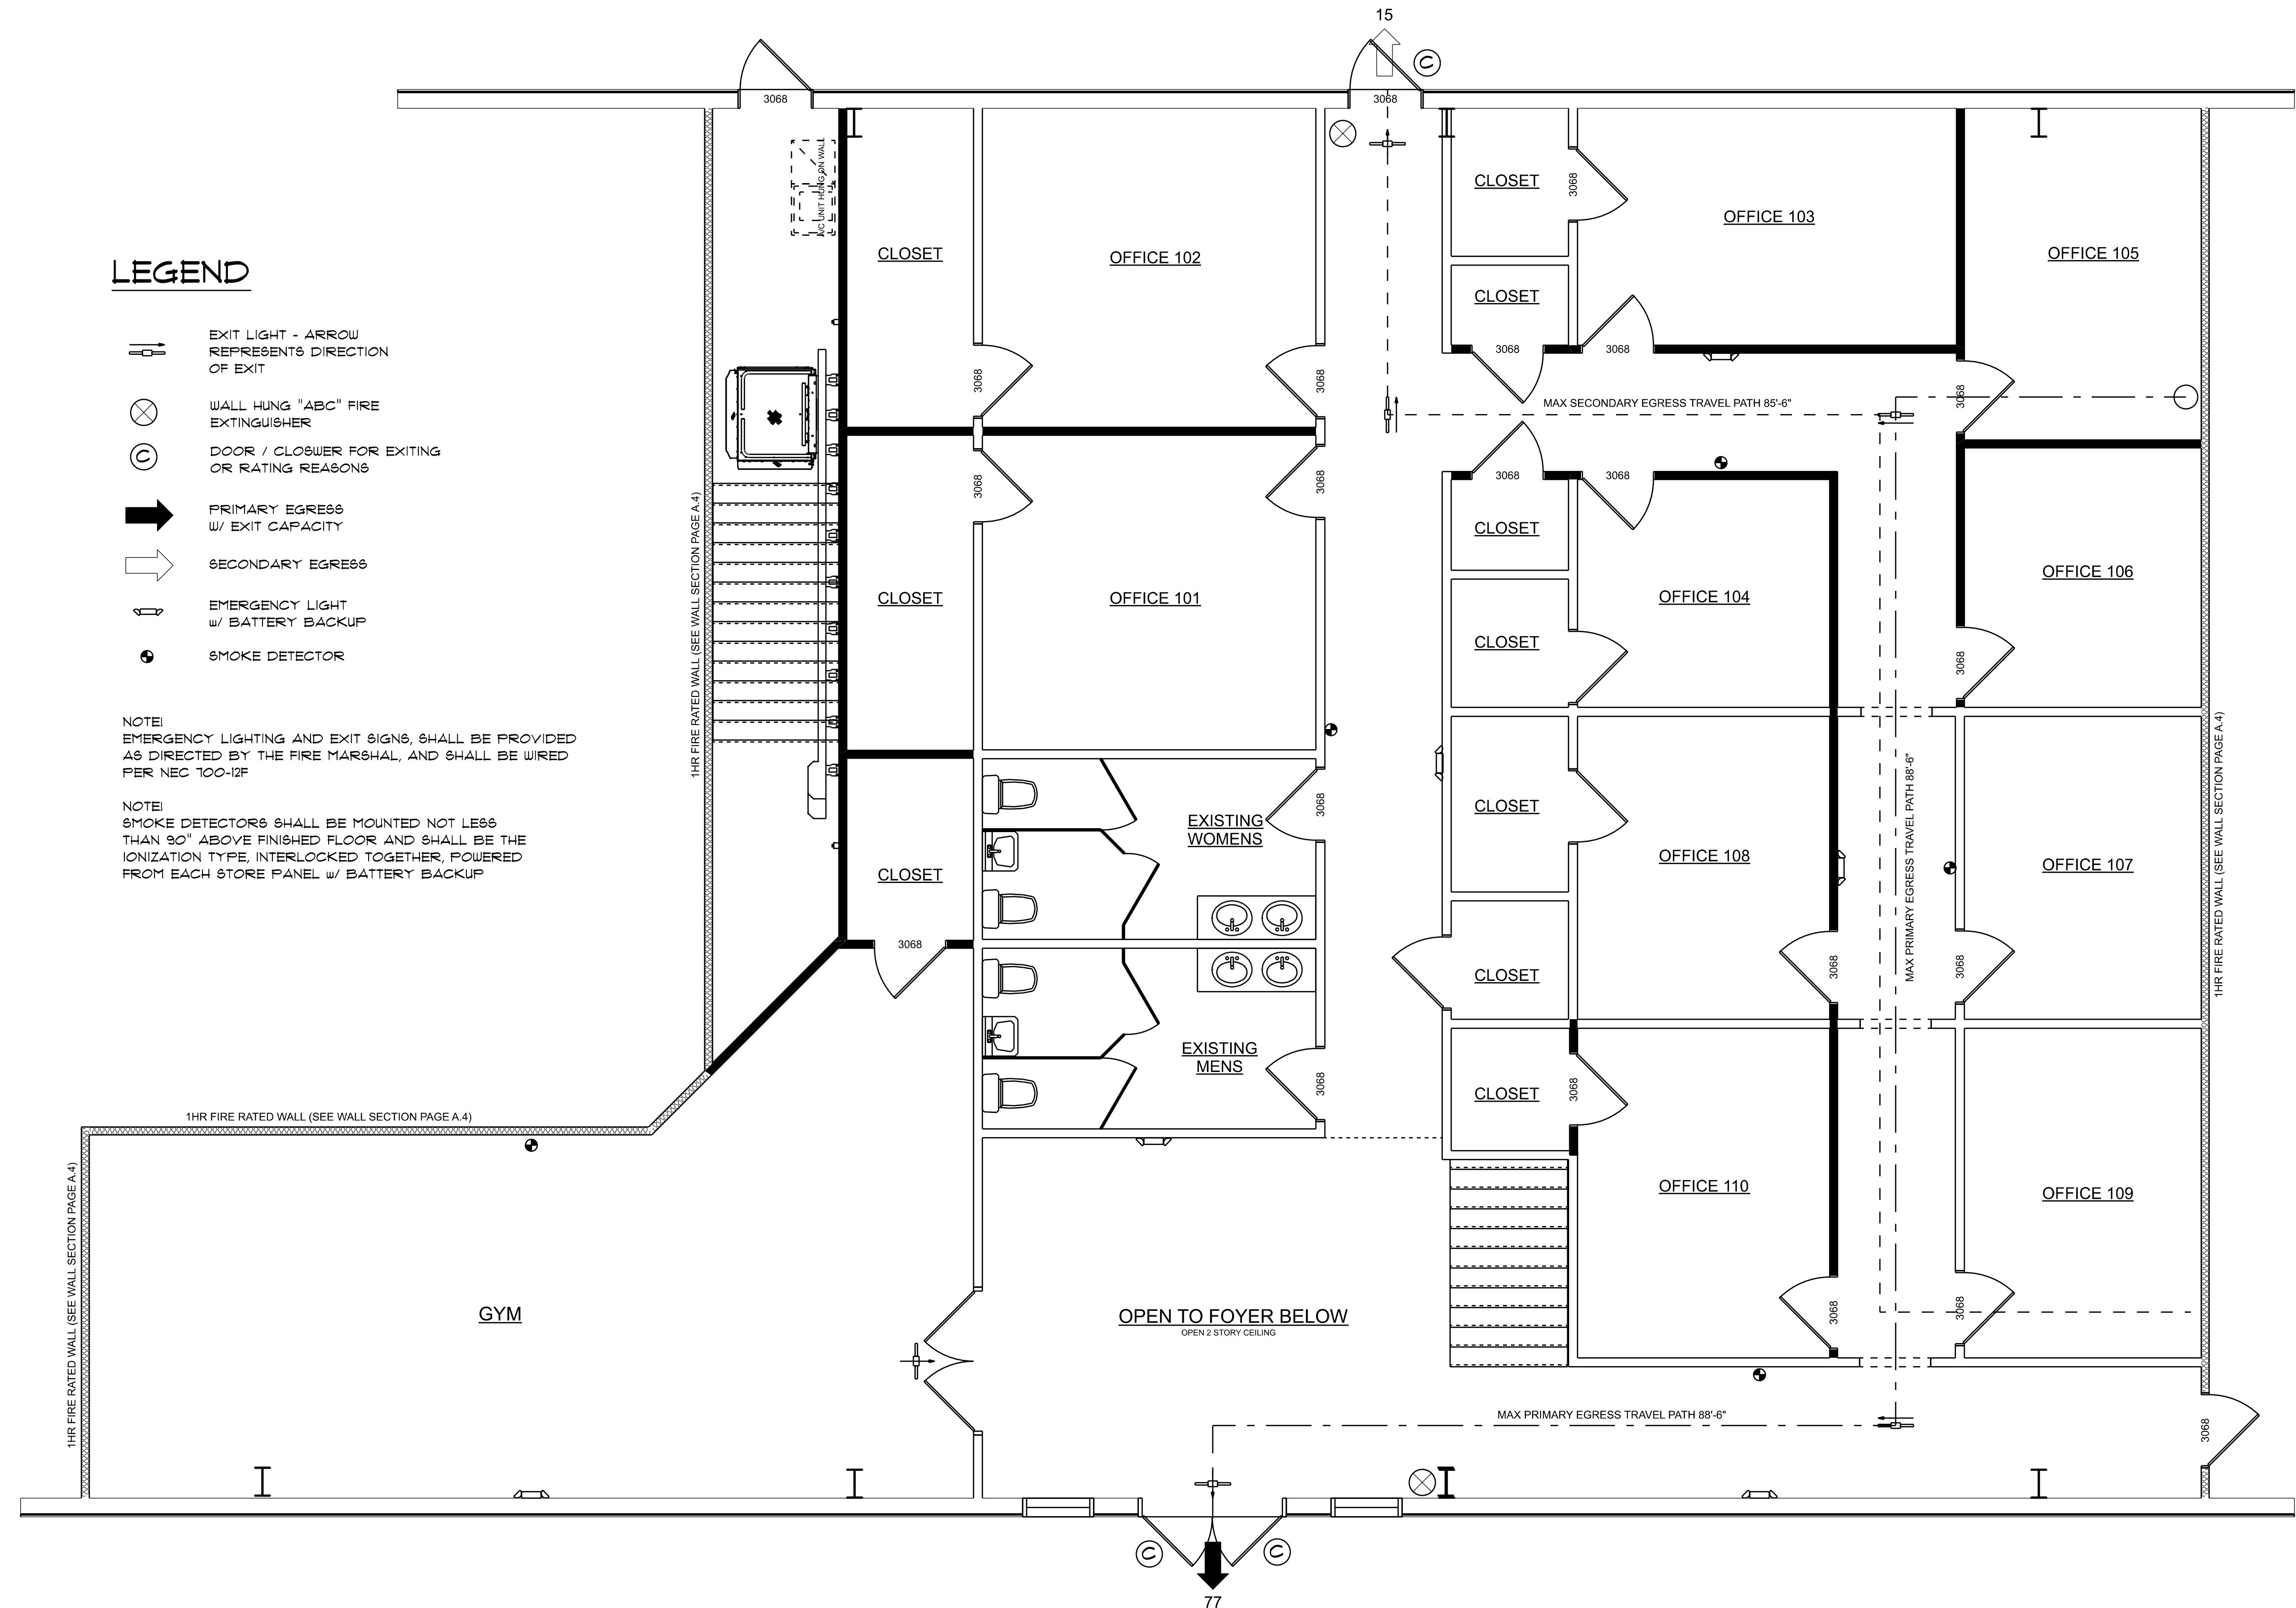 15
C
3068
3068
A/C UNIT HUNG ON WALL
CLOSET
OFFICE 102
CLOSET
3068
OFFICE 103
OFFICE 105
CLOSET
LEGEND
EXIT LIGHT - ARROW
REPRESENTS DIRECTION
OF EXIT
WALL HUNG "ABC" FIRE
EXTINGUISHER
C
DOOR / CLOSWER FOR EXITING
OR RATING REASONS
PRIMARY EGRESS
W/ EXIT CAPACITY
SECONDARY EGRESS
EMERGENCY LIGHT
w/ BATTERY BACKUP
SMOKE DETECTOR
NOTE!
EMERGENCY LIGHTING AND EXIT SIGNS, SHALL BE PROVIDED
AS DIRECTED BY THE FIRE MARSHAL, AND SHALL BE WIRED
PER NEC 700-12F
NOTE!
SMOKE DETECTORS SHALL BE MOUNTED NOT LESS
THAN 90" ABOVE FINISHED FLOOR AND SHALL BE THE
IONIZATION TYPE, INTERLOCKED TOGETHER, POWERED
FROM EACH STORE PANEL w/ BATTERY BACKUP
3068
3068
3068
3068
3068
MAX SECONDARY EGRESS TRAVEL PATH 85'-6"
3068
3068
3068
3068
1HR FIRE RATED WALL (SEE WALL SECTION PAGE A.4)
CLOSET
OFFICE 101
CLOSET
CLOSET
OFFICE 104
OFFICE 106
3068
EXISTING
WOMENS
3068
CLOSET
OFFICE 108
MAX PRIMARY EGRESS TRAVEL PATH 88'-6"
OFFICE 107
1HR FIRE RATED WALL (SEE WALL SECTION PAGE A.4)
CLOSET
3068
CLOSET
3068
3068
EXISTING
MENS
3068
CLOSET
3068
1HR FIRE RATED WALL (SEE WALL SECTION PAGE A.4)
1HR FIRE RATED WALL (SEE WALL SECTION PAGE A.4)
OFFICE 110
OFFICE 109
GYM
OPEN TO FOYER BELOW
OPEN 2 STORY CEILING
3068
3068
MAX PRIMARY EGRESS TRAVEL PATH 88'-6"
3068
C
C
77